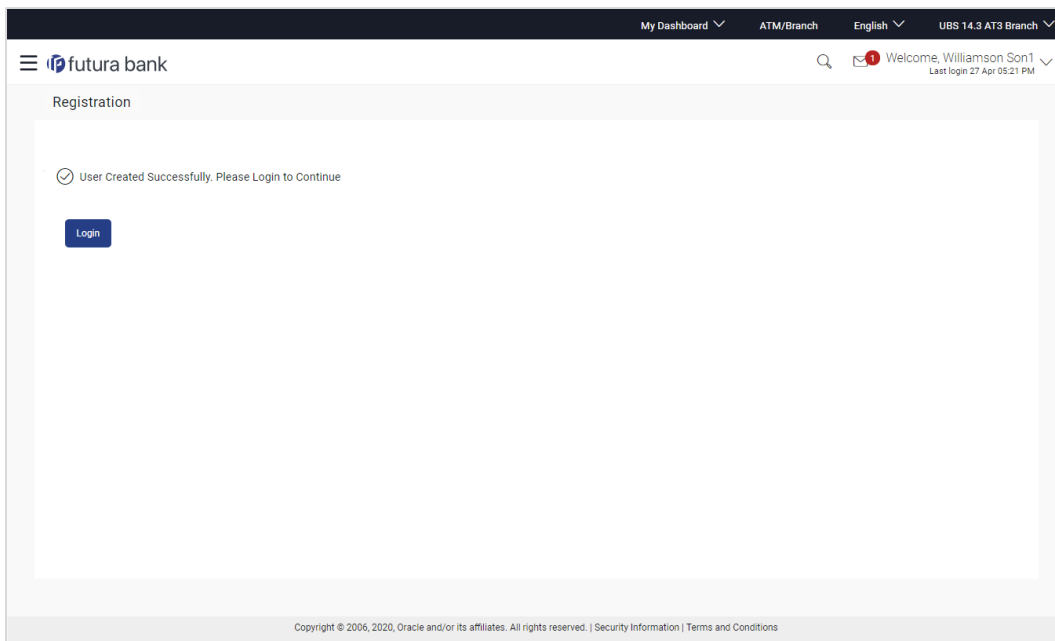 My Dashboard ATM/Branch English UBS 14.3 AT3 Branch
futura bank 1 Welcome, Williamson Son1
Last login 27 Apr 05:21 PM
Registration
User Created Successfully. Please Login to Continue
Login
Copyright © 2006, 2020, Oracle and/or its affiliates. All rights reserved. | Security Information | Terms and Conditions